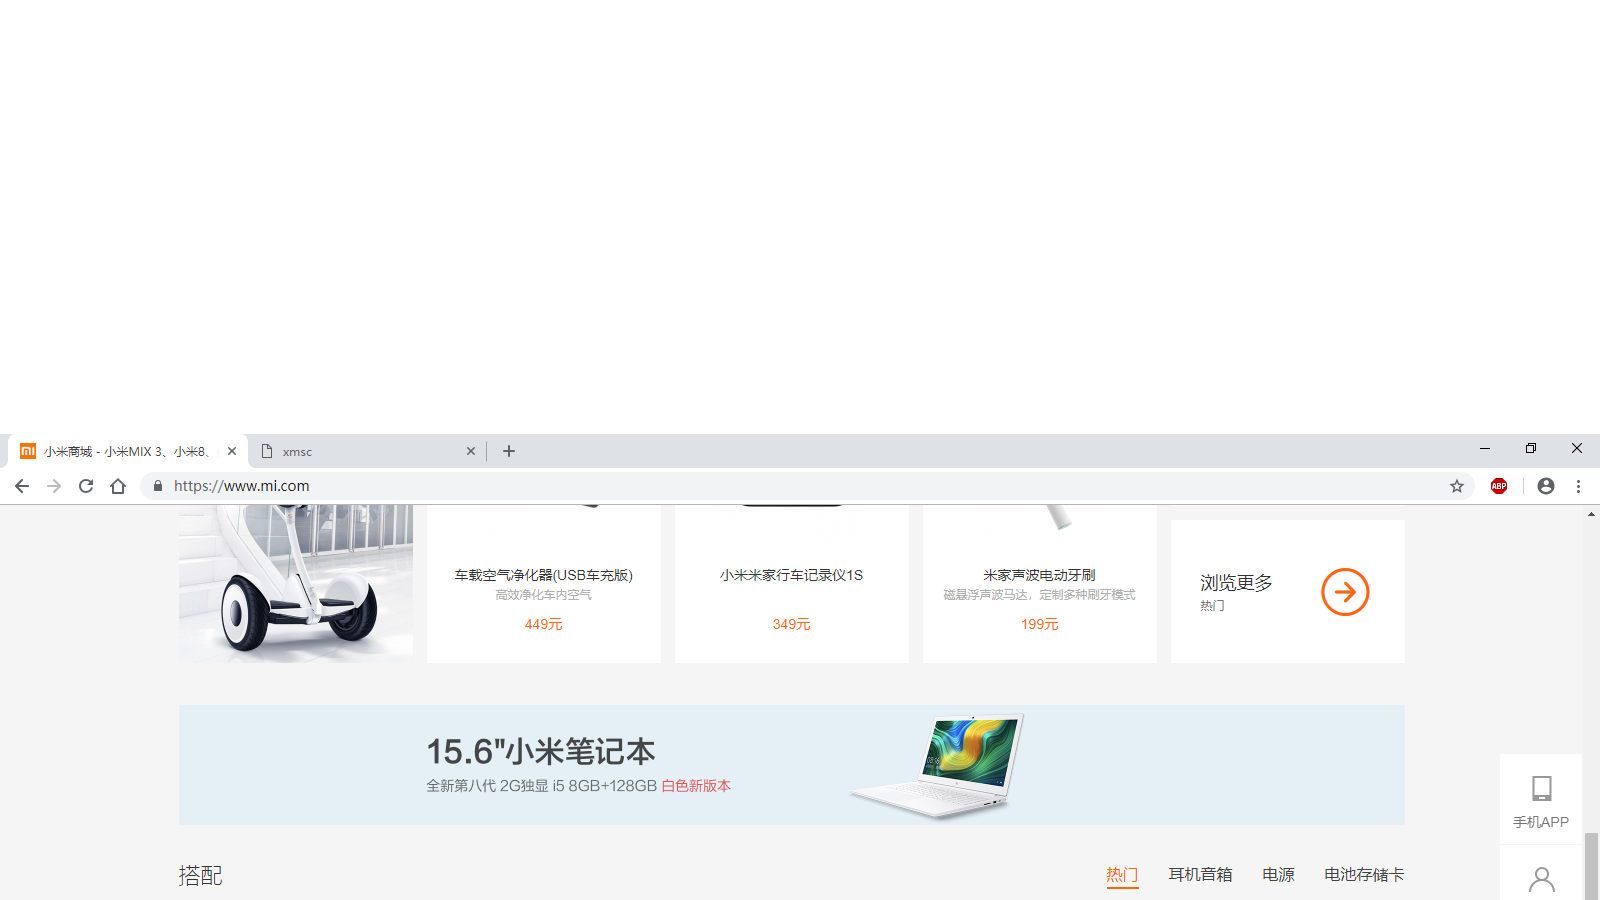 小米商城 - 小米MIX 3、小米8、
xmsc
https://www.mi.com
ABP
车载空气净化器(USB车充版)
高效净化车内空气
449元
小米米家行车记录仪1S
349元
米家声波电动牙刷
磁悬浮声波马达，定制多种刷牙模式
199元
浏览更多
热门
15.6"小米笔记本
全新第八代 2G独显 i5 8GB+128GB 白色新版本
手机APP
搭配
热门 耳机音箱 电源 电池存储卡